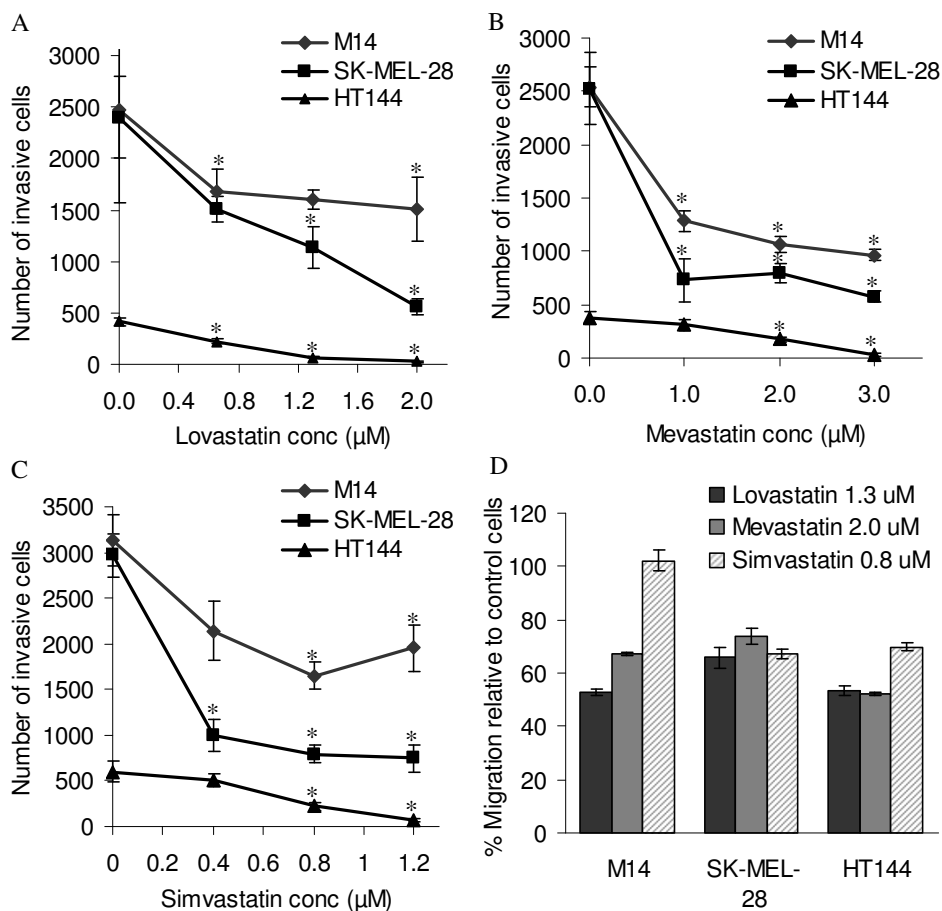 A
M14
SK-MEL-28
HT144
Number of invasive cells
3000
2500
2000
1500
1000
500
0
* * * * * * * *
0.0 0.4 0.8 1.2 1.6 2.0
Lovastatin conc (µM)
B
M14
SK-MEL-28
HT144
Number of invasive cells
3000
2500
2000
1500
1000
500
0
* * * * * * * *
0.0 1.0 2.0 3.0
Mevastatin conc (µM)
C
M14
SK-MEL-28
HT144
Number of invasive cells
3500
3000
2500
2000
1500
1000
500
0
* * * * * * *
0 0.2 0.4 0.6 0.8 1 1.2
Simvastatin conc (µM)
D
Lovastatin 1.3 uM
Mevastatin 2.0 uM
Simvastatin 0.8 uM
% Migration relative to control cells
120
100
80
60
40
20
0
M14 SK-MEL- HT144
28